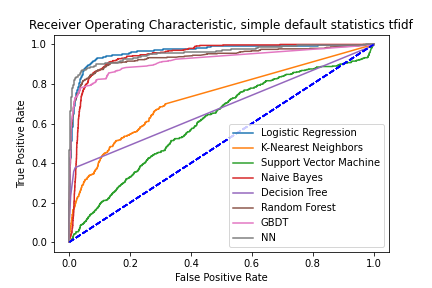 Receiver Operating Characteristic, simple default statistics tfidf
True Positive Rate
1.0
0.8
0.6
0.4
0.2
0.0
Logistic Regression
K-Nearest Neighbors
Support Vector Machine
Naive Bayes
Decision Tree
Random Forest
GBDT
NN
0.0 0.2 0.4 0.6 0.8 1.0
False Positive Rate